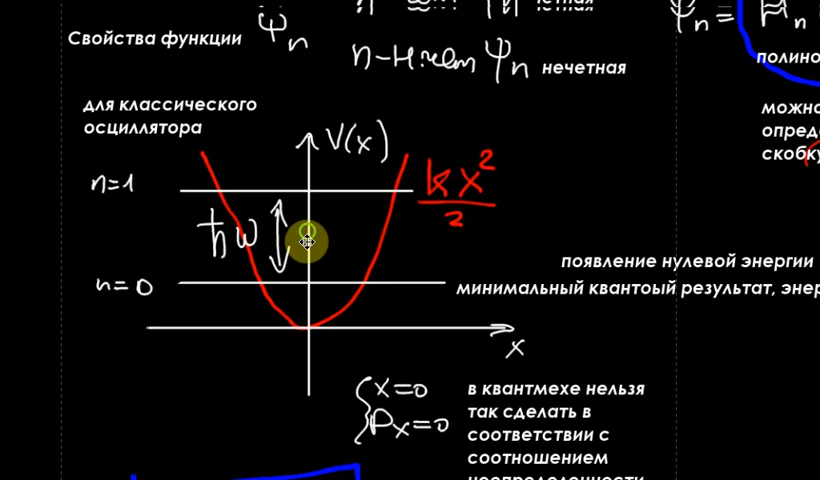 Свойства функции
Ψn
n-нечет Ψn нечетная
Ψn =
полино
можно
опред
скобку
для классического
осциллятора
V(x)
n=1
kx²
2
ħω
n=0
появление нулевой энергии
минимальный квантоый результат, энер
x
x=0
Px=0
в квантмехе нельзя
так сделать в
соответствии с
соотношением